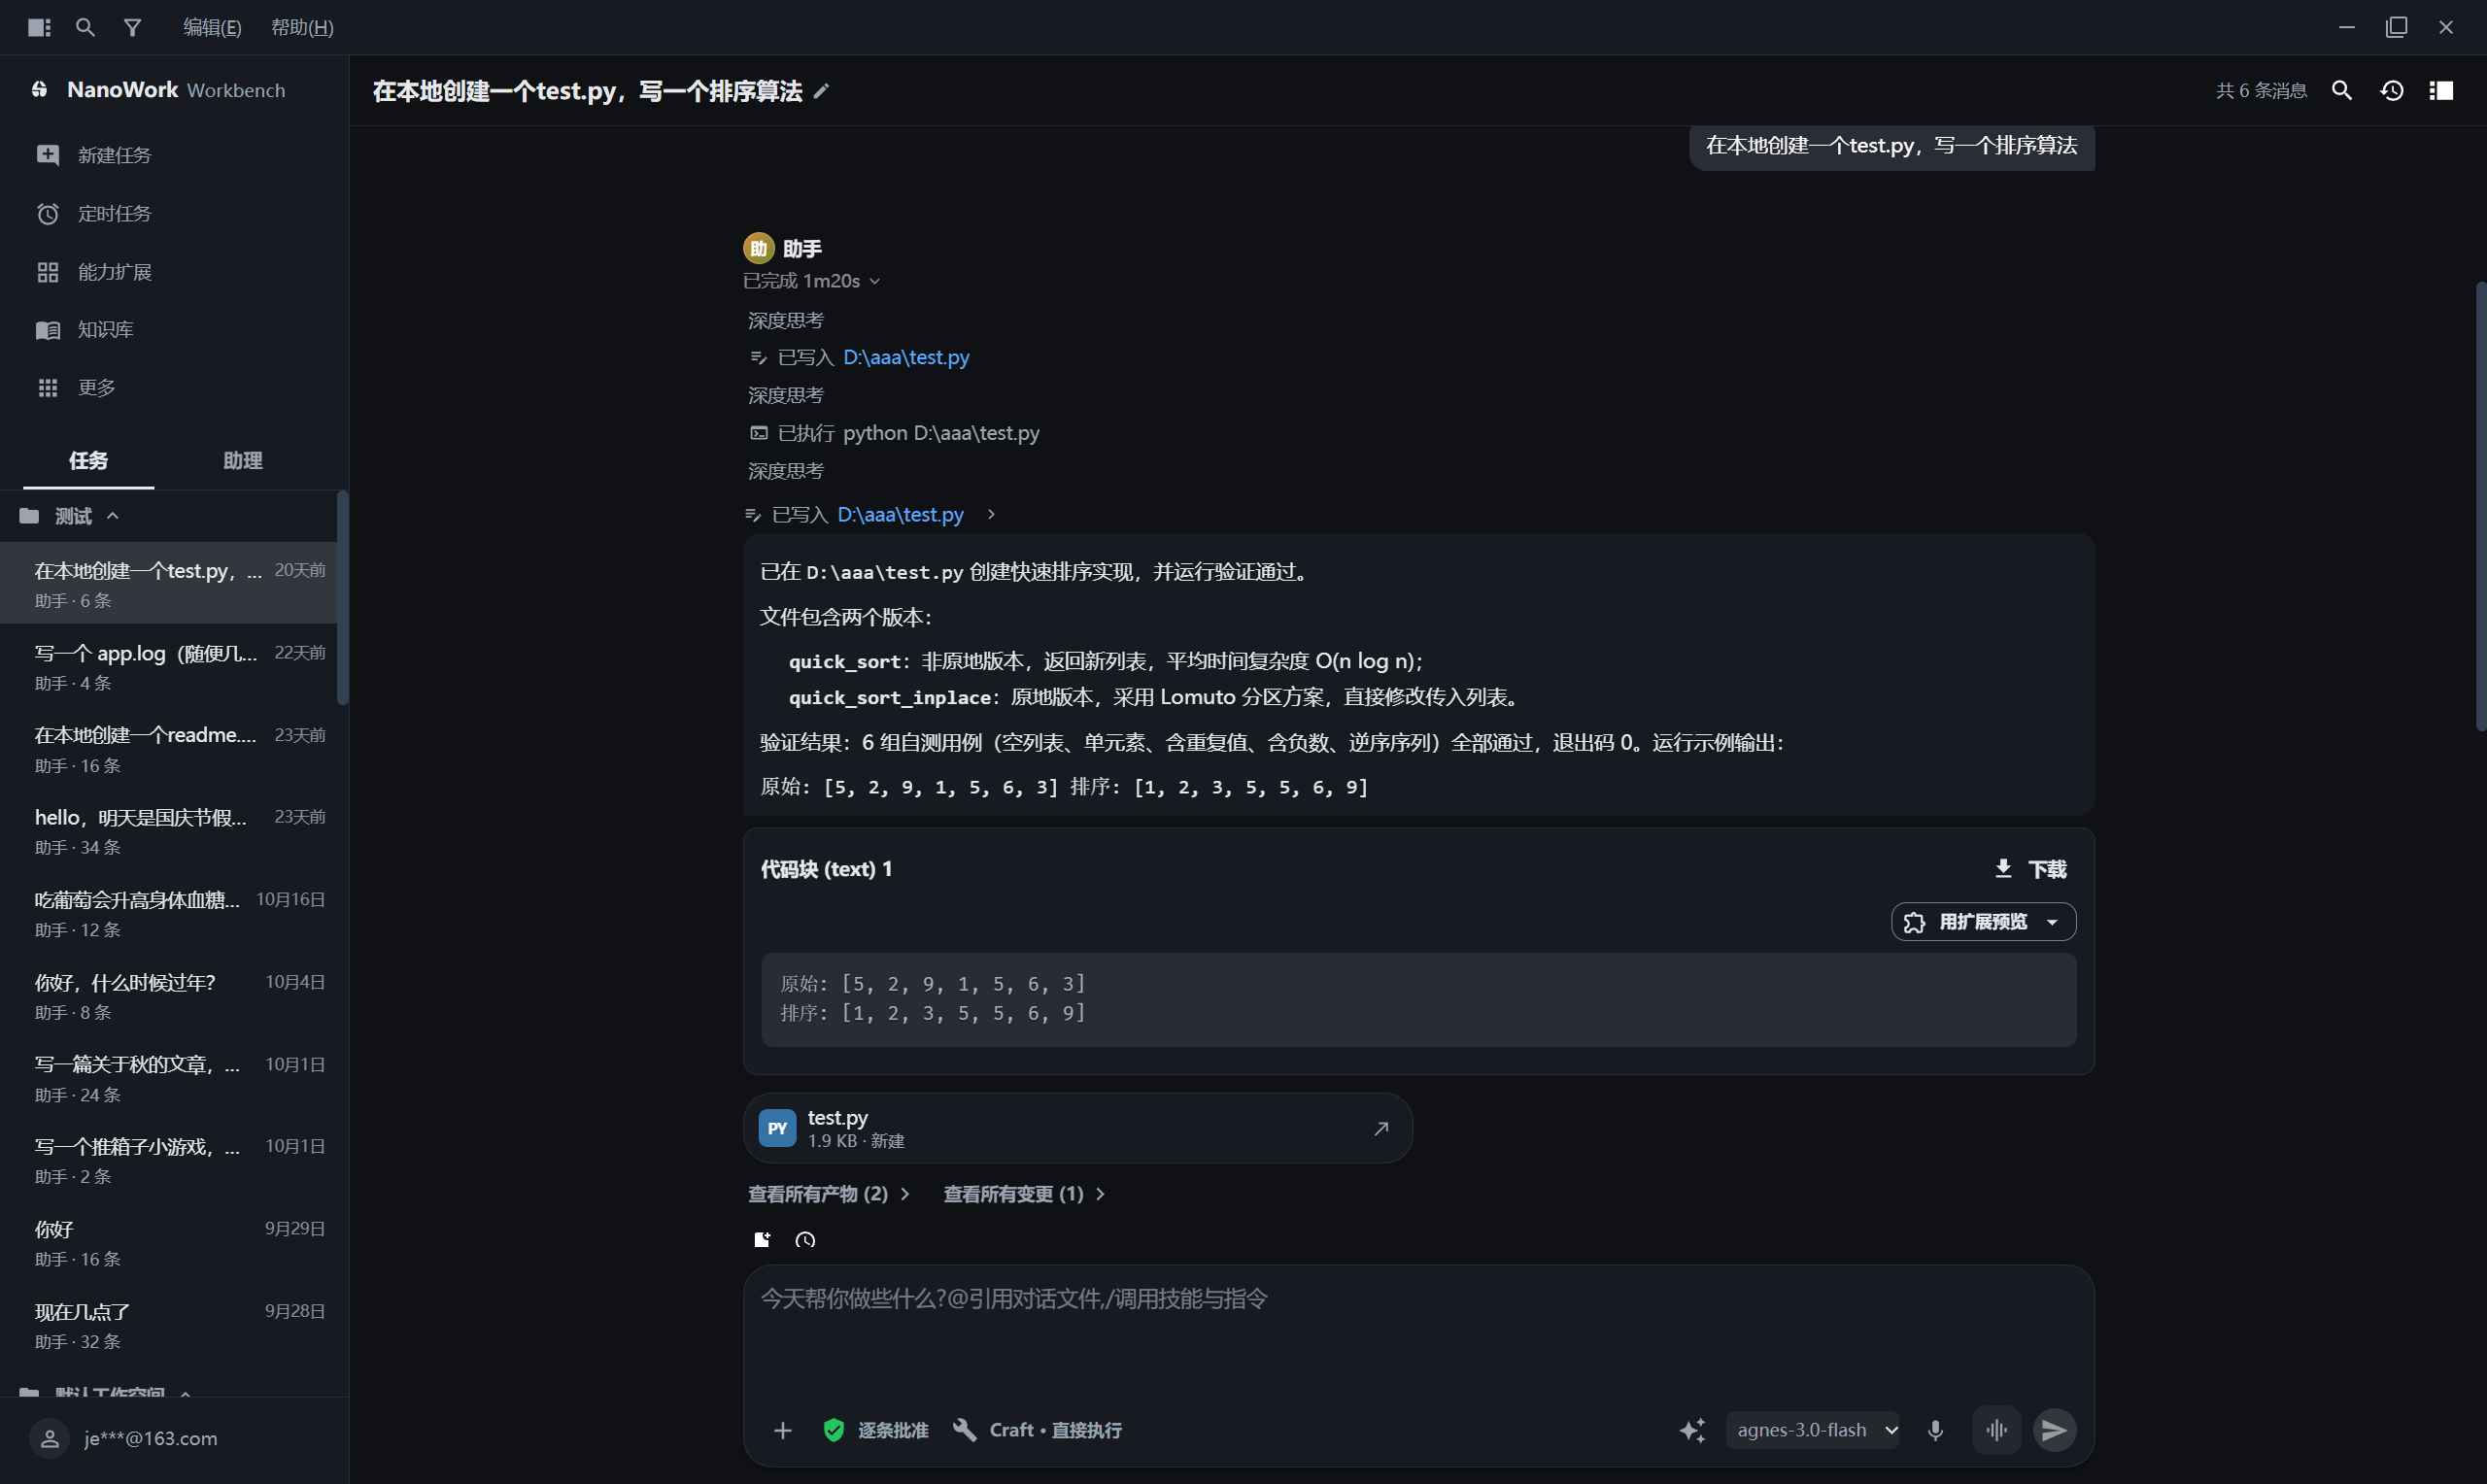 编辑(E) 帮助(H)
NanoWork Workbench
新建任务
定时任务
能力扩展
知识库
更多
任务 助理
测试
在本地创建一个test.py，... 20天前
助手 · 6 条
写一个 app.log（随便几... 22天前
助手 · 4 条
在本地创建一个readme.... 23天前
助手 · 16 条
hello，明天是国庆节假... 23天前
助手 · 34 条
吃葡萄会升高身体血糖... 10月16日
助手 · 12 条
你好，什么时候过年? 10月4日
助手 · 8 条
写一篇关于秋的文章，... 10月1日
助手 · 24 条
写一个推箱子小游戏，... 10月1日
助手 · 2 条
你好 9月29日
助手 · 16 条
现在几点了 9月28日
助手 · 32 条
默认工作空间
je***@163.com
在本地创建一个test.py，写一个排序算法
共 6 条消息
在本地创建一个test.py，写一个排序算法
助 助手
已完成 1m20s
深度思考
已写入 D:\aaa\test.py
深度思考
已执行 python D:\aaa\test.py
深度思考
已写入 D:\aaa\test.py
已在 D:\aaa\test.py 创建快速排序实现，并运行验证通过。
文件包含两个版本：
quick_sort：非原地版本，返回新列表，平均时间复杂度 O(n log n)；
quick_sort_inplace：原地版本，采用 Lomuto 分区方案，直接修改传入列表。
验证结果：6 组自测用例（空列表、单元素、含重复值、含负数、逆序序列）全部通过，退出码 0。运行示例输出：
原始: [5, 2, 9, 1, 5, 6, 3] 排序: [1, 2, 3, 5, 5, 6, 9]
代码块 (text) 1
下载
用扩展预览
原始: [5, 2, 9, 1, 5, 6, 3]
排序: [1, 2, 3, 5, 5, 6, 9]
PY test.py
1.9 KB · 新建
查看所有产物 (2) 查看所有变更 (1)
今天帮你做些什么?@引用对话文件,/调用技能与指令
逐条批准 Craft • 直接执行 agnes-3.0-flash